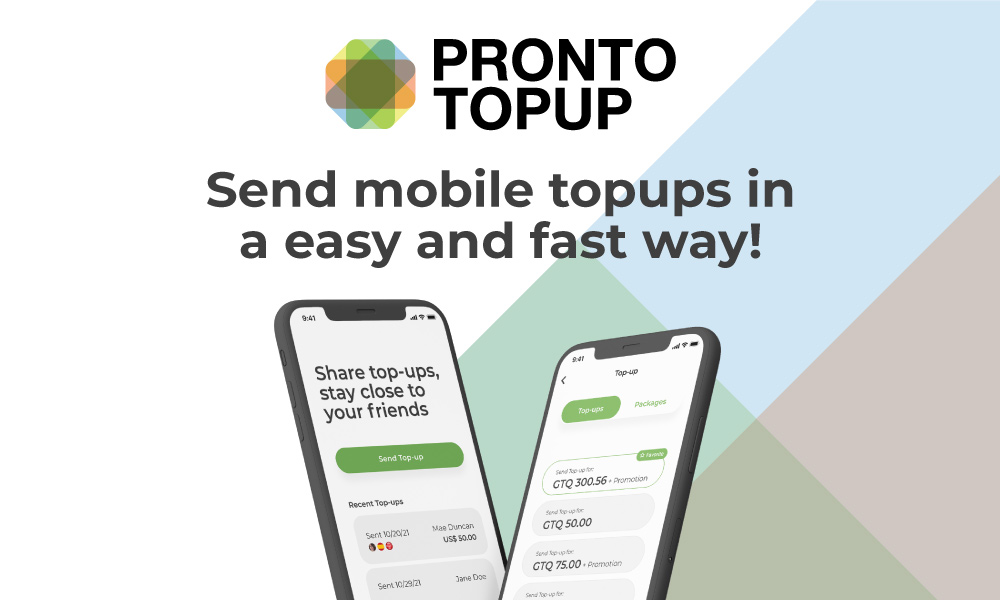 PRONTO
TOPUP
Send mobile topups in
a easy and fast way!
9:41
Share top-ups,
stay close to
your friends
Send Top-up
Recent Top-ups
Sent 10/20/21
Mae Duncan
US$ 50.00
Sent 10/29/21
Jane Doe
9:41
Top-up
Top-ups
Packages
Favorite
Send Top-up for:
GTQ 300.56 + Promotion
Send Top-up for:
GTQ 50.00
Send Top-up for:
GTQ 75.00 + Promotion
Send Top-up for: